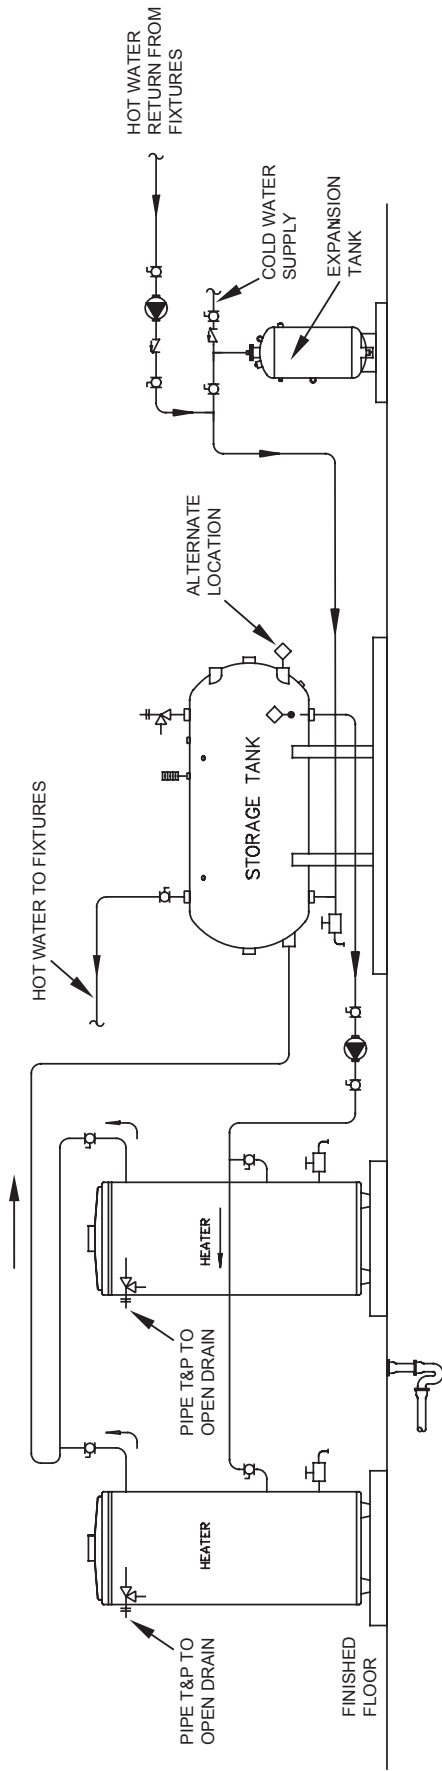 HOT WATER
RETURN FROM
FIXTURES
COLD WATER
SUPPLY
EXPANSION
TANK
ALTERNATE
LOCATION
HOT WATER TO FIXTURES
STORAGE TANK
HEATER
PIPE T&P TO
OPEN DRAIN
HEATER
PIPE T&P TO
OPEN DRAIN
FINISHED
FLOOR